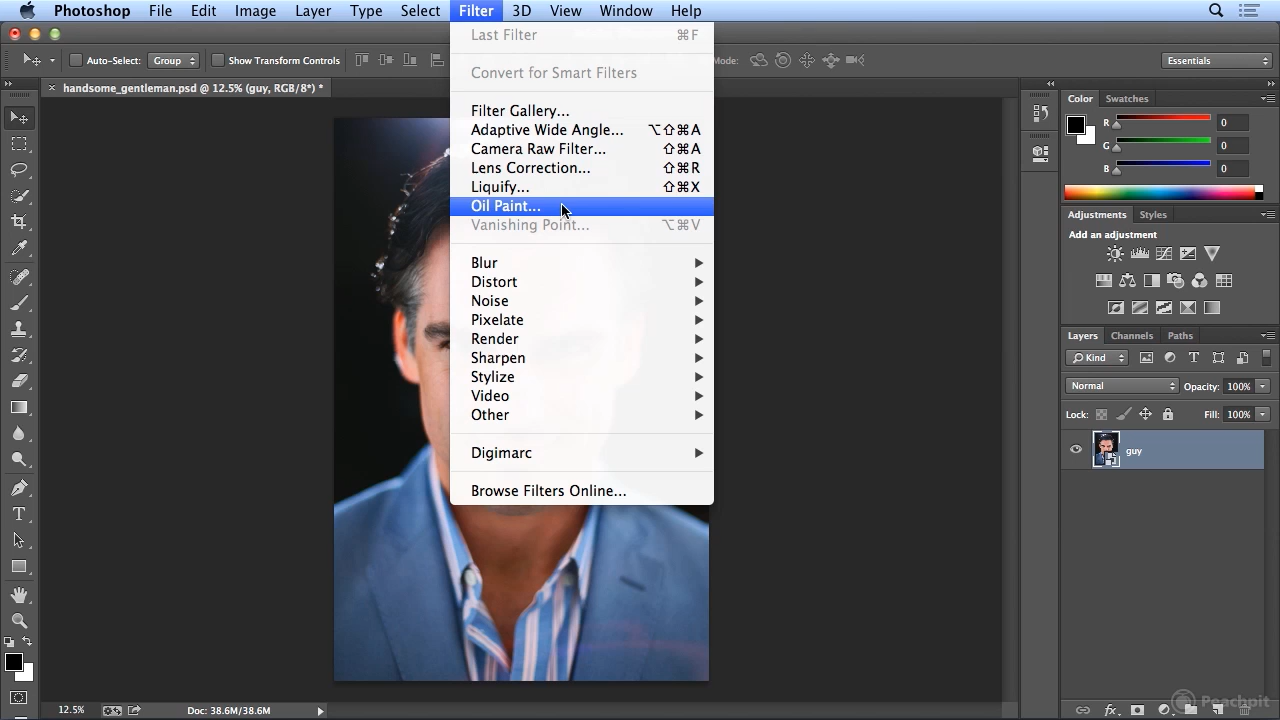 Photoshop File Edit Image Layer Type Select Filter 3D View Window Help
Auto-Select: Group Show Transform Controls Mode: Essentials
× handsome_gentleman.psd @ 12.5% (guy, RGB/8*) *
Last Filter ⌘F
Convert for Smart Filters
Filter Gallery...
Adaptive Wide Angle... ⌥⇧⌘A
Camera Raw Filter... ⇧⌘A
Lens Correction... ⇧⌘R
Liquify... ⇧⌘X
Oil Paint...
Vanishing Point... ⌥⌘V
Blur
Distort
Noise
Pixelate
Render
Sharpen
Stylize
Video
Other
Digimarc
Browse Filters Online...
Color Swatches
R 0
G 0
B 0
Adjustments Styles
Add an adjustment
Layers Channels Paths
Kind
Normal Opacity: 100%
Lock: Fill: 100%
guy
12.5% Doc: 38.6M/38.6M
Peachpit